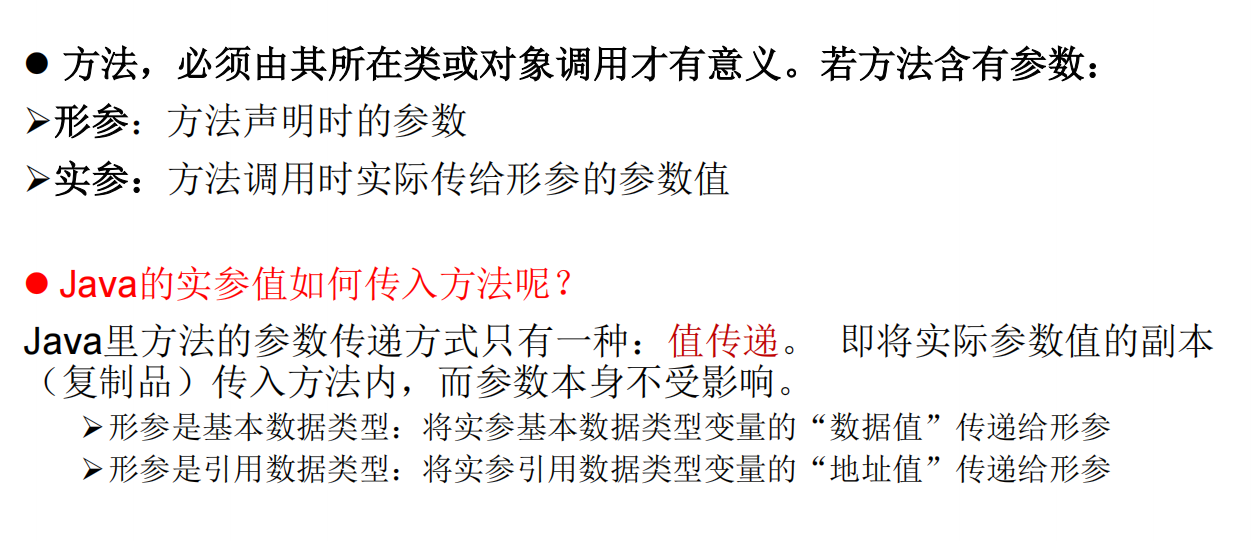 ● 方法，必须由其所在类或对象调用才有意义。若方法含有参数：
➢形参：方法声明时的参数
➢实参：方法调用时实际传给形参的参数值
● Java的实参值如何传入方法呢？
Java里方法的参数传递方式只有一种：值传递。 即将实际参数值的副本
（复制品）传入方法内，而参数本身不受影响。
➢形参是基本数据类型：将实参基本数据类型变量的“数据值”传递给形参
➢形参是引用数据类型：将实参引用数据类型变量的“地址值”传递给形参